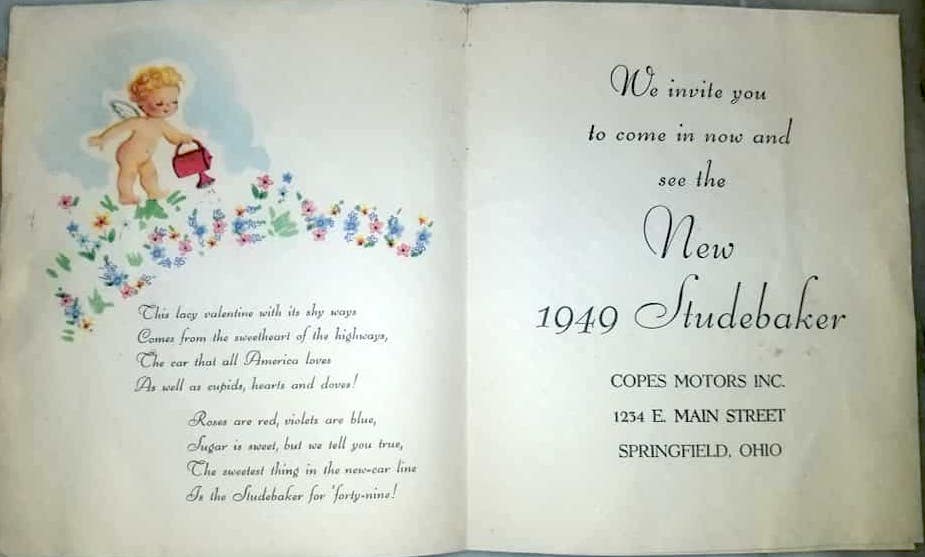 I LOVE YOU
This lacy valentine with its shy ways
Comes from the sweetheart of the highways,
The car that all America loves
As well as cupids, hearts and doves!
Roses are red, violets are blue,
Sugar is sweet, but we tell you true,
The sweetest thing in the new-car line
Is the Studebaker for 'forty-nine!
We invite you
to come in now and
see the
New
1949 Studebaker
COPES MOTORS INC.
1234 E. MAIN STREET
SPRINGFIELD, OHIO